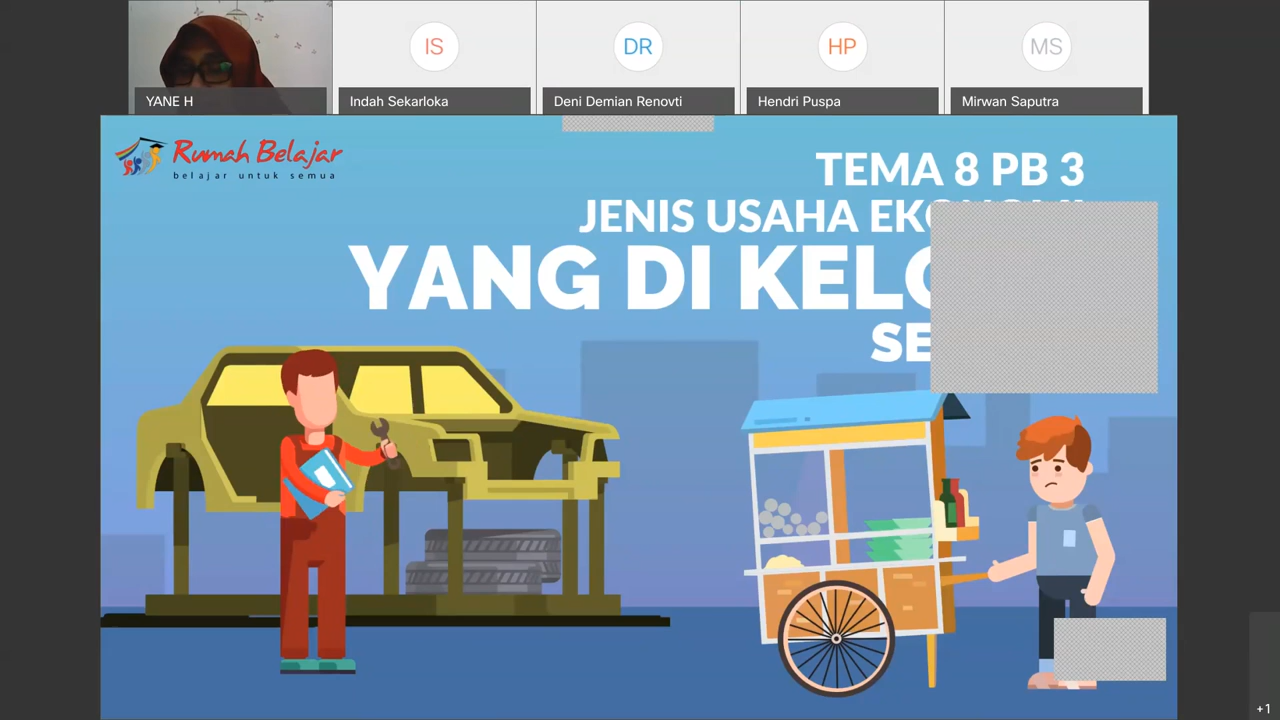 IS
DR
HP
MS
YANE H
Indah Sekarloka
Deni Demian Renovti
Hendri Puspa
Mirwan Saputra
Rumah Belajar
belajar untuk semua
TEMA 8 PB 3
JENIS USAHA
YANG DI
+1